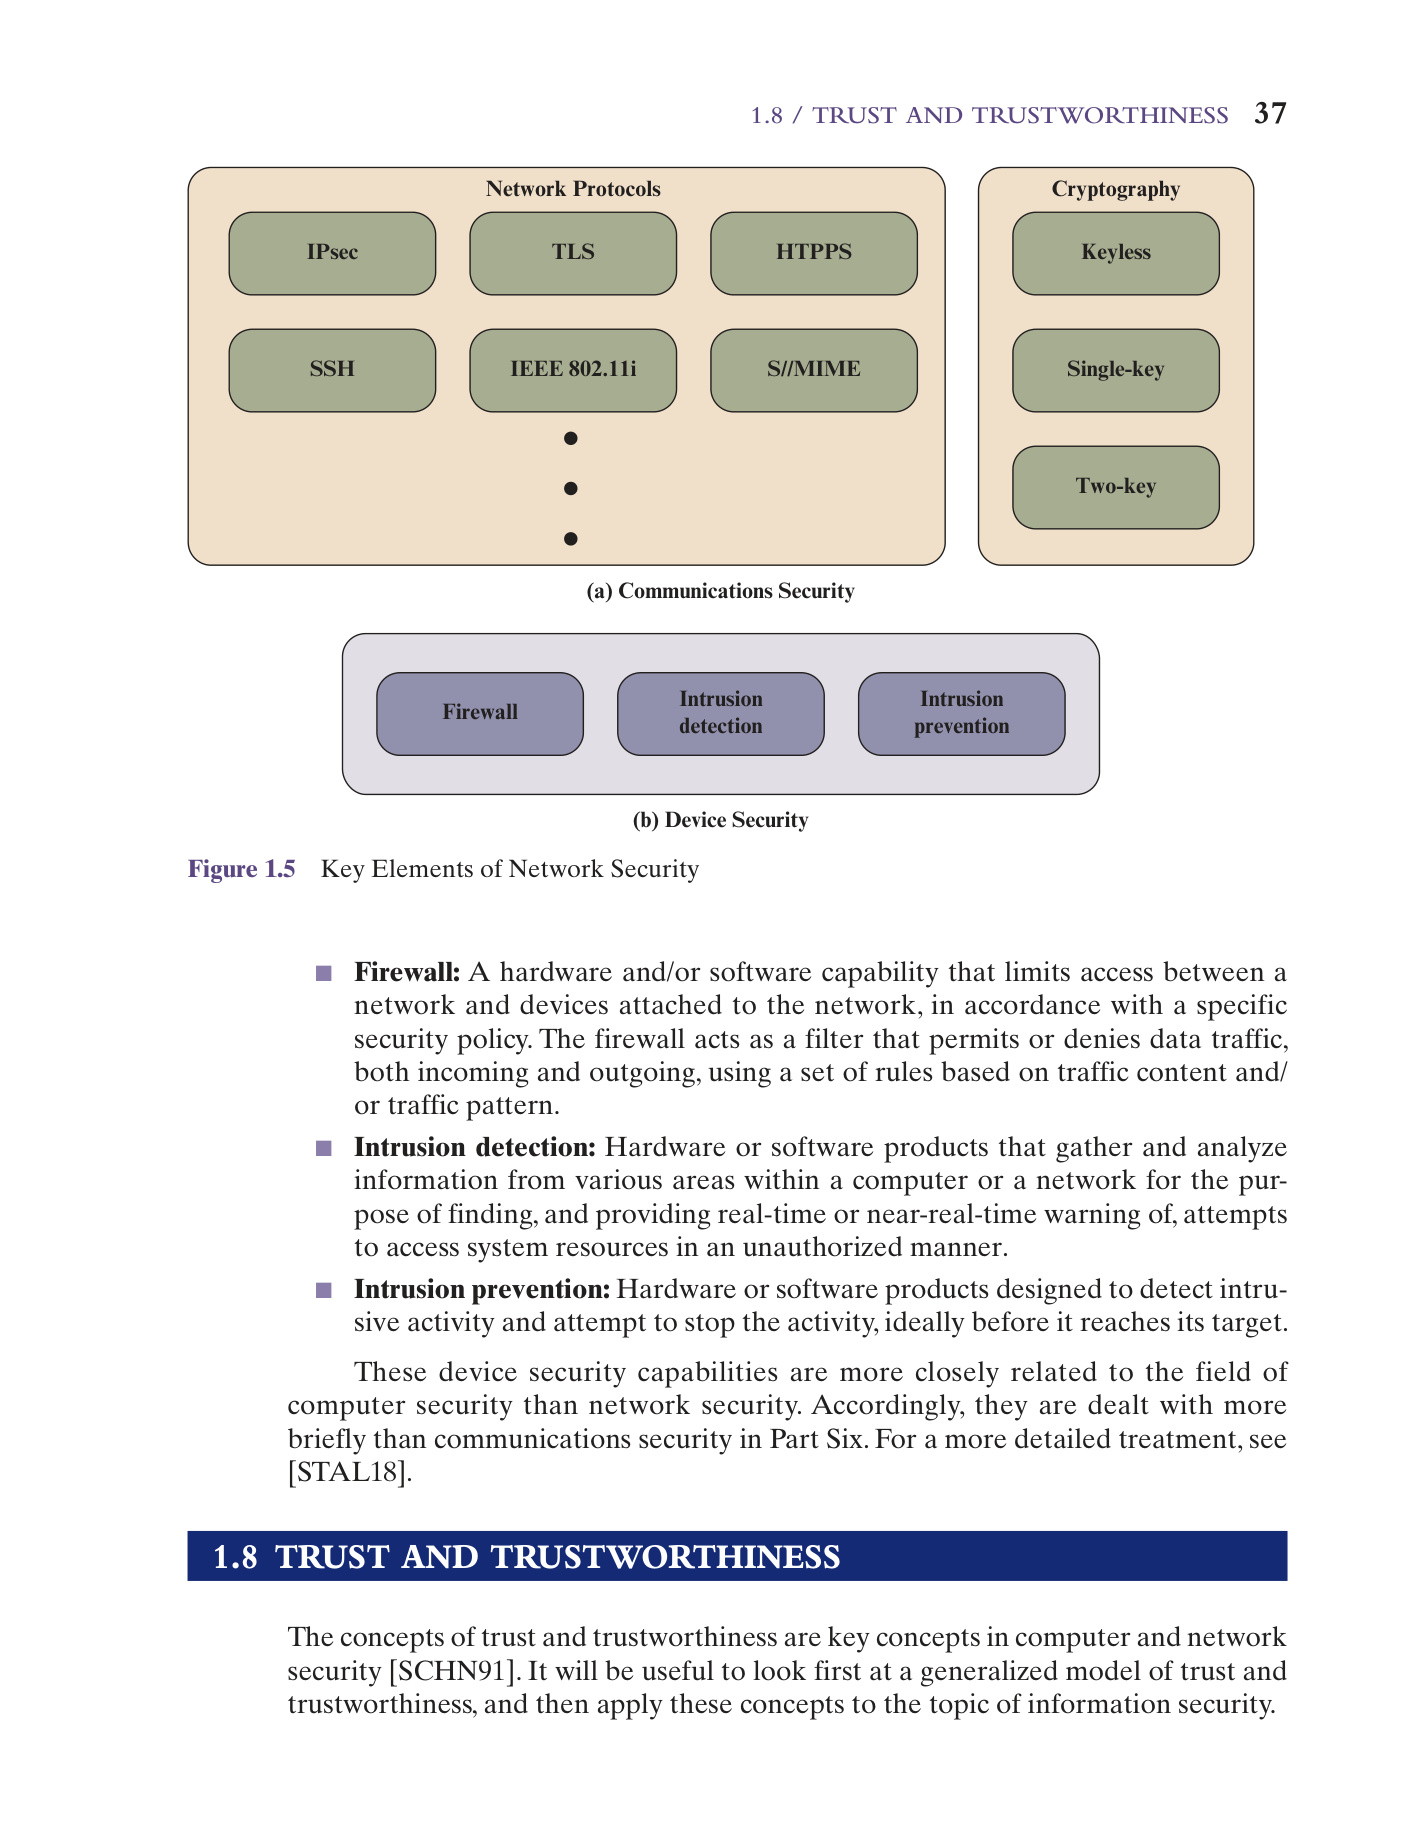 1.8 / TRUST AND TRUSTWORTHINESS 37
Network Protocols
IPsec
TLS
HTPPS
SSH
IEEE 802.11i
S//MIME
Cryptography
Keyless
Single-key
Two-key
(a) Communications Security
Firewall
Intrusion
detection
Intrusion
prevention
(b) Device Security
Figure 1.5 Key Elements of Network Security
■ Firewall: A hardware and/or software capability that limits access between a
network and devices attached to the network, in accordance with a specific
security policy. The firewall acts as a filter that permits or denies data traffic,
both incoming and outgoing, using a set of rules based on traffic content and/
or traffic pattern.
■ Intrusion detection: Hardware or software products that gather and analyze
information from various areas within a computer or a network for the pur-
pose of finding, and providing real-time or near-real-time warning of, attempts
to access system resources in an unauthorized manner.
■ Intrusion prevention: Hardware or software products designed to detect intru-
sive activity and attempt to stop the activity, ideally before it reaches its target.
These device security capabilities are more closely related to the field of
computer security than network security. Accordingly, they are dealt with more
briefly than communications security in Part Six. For a more detailed treatment, see
[STAL18].
1.8 TRUST AND TRUSTWORTHINESS
The concepts of trust and trustworthiness are key concepts in computer and network
security [SCHN91]. It will be useful to look first at a generalized model of trust and
trustworthiness, and then apply these concepts to the topic of information security.